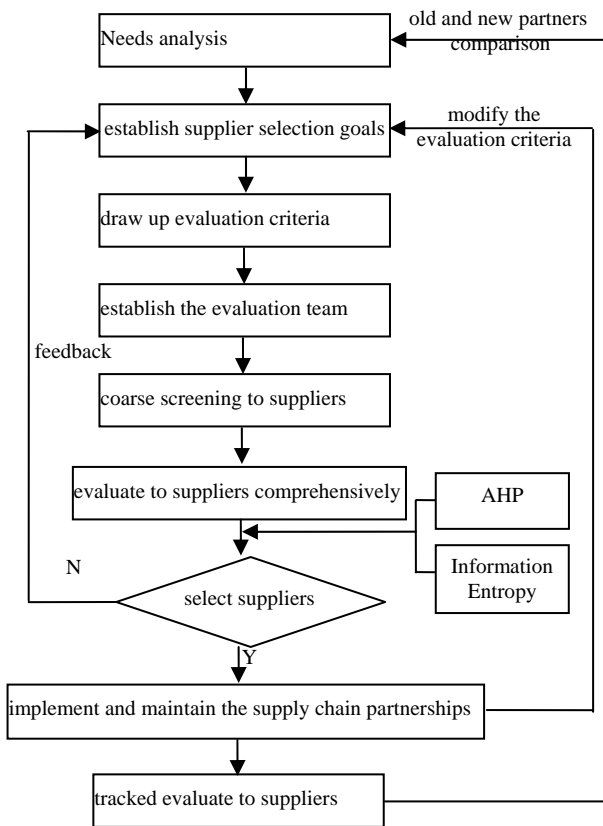 old and new partners
comparison
Needs analysis
establish supplier selection goals
modify the
evaluation criteria
draw up evaluation criteria
establish the evaluation team
feedback
coarse screening to suppliers
evaluate to suppliers comprehensively
AHP
Information
Entropy
N
select suppliers
Y
implement and maintain the supply chain partnerships
tracked evaluate to suppliers